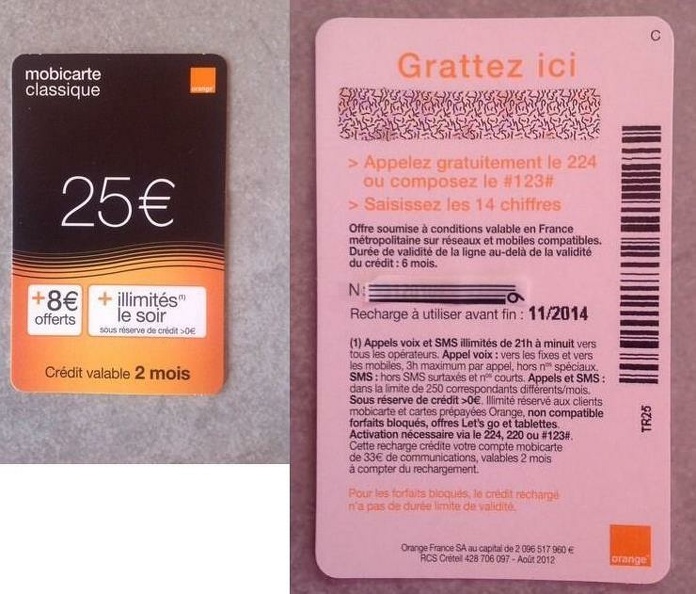 mobicarte
classique
orange
25€
+8€
offerts
+ illimités⁽¹⁾
le soir
sous réserve de crédit >0€
Crédit valable 2 mois
C
Grattez ici
> Appelez gratuitement le 224
ou composez le #123#
> Saisissez les 14 chiffres
Offre soumise à conditions valable en France
métropolitaine sur réseaux et mobiles compatibles.
Durée de validité de la ligne au-delà de la validité
du crédit : 6 mois.
N:
Recharge à utiliser avant fin : 11/2014
(1) Appels voix et SMS illimités de 21h à minuit vers
tous les opérateurs. Appel voix : vers les fixes et vers
les mobiles, 3h maximum par appel, hors nᵒˢ spéciaux.
SMS : hors SMS surtaxés et nᵒˢ courts. Appels et SMS :
dans la limite de 250 correspondants différents/mois.
Sous réserve de crédit >0€. Illimité réservé aux clients
mobicarte et cartes prépayées Orange, non compatible
forfaits bloqués, offres Let's go et tablettes.
Activation nécessaire via le 224, 220 ou #123#.
Cette recharge crédite votre compte mobicarte
de 33€ de communications, valables 2 mois
à compter du rechargement.
Pour les forfaits bloqués, le crédit rechargé
n'a pas de durée limite de validité.
Orange France SA au capital de 2 096 517 960 €
RCS Créteil 428 706 097 - Août 2012
TR25
orange